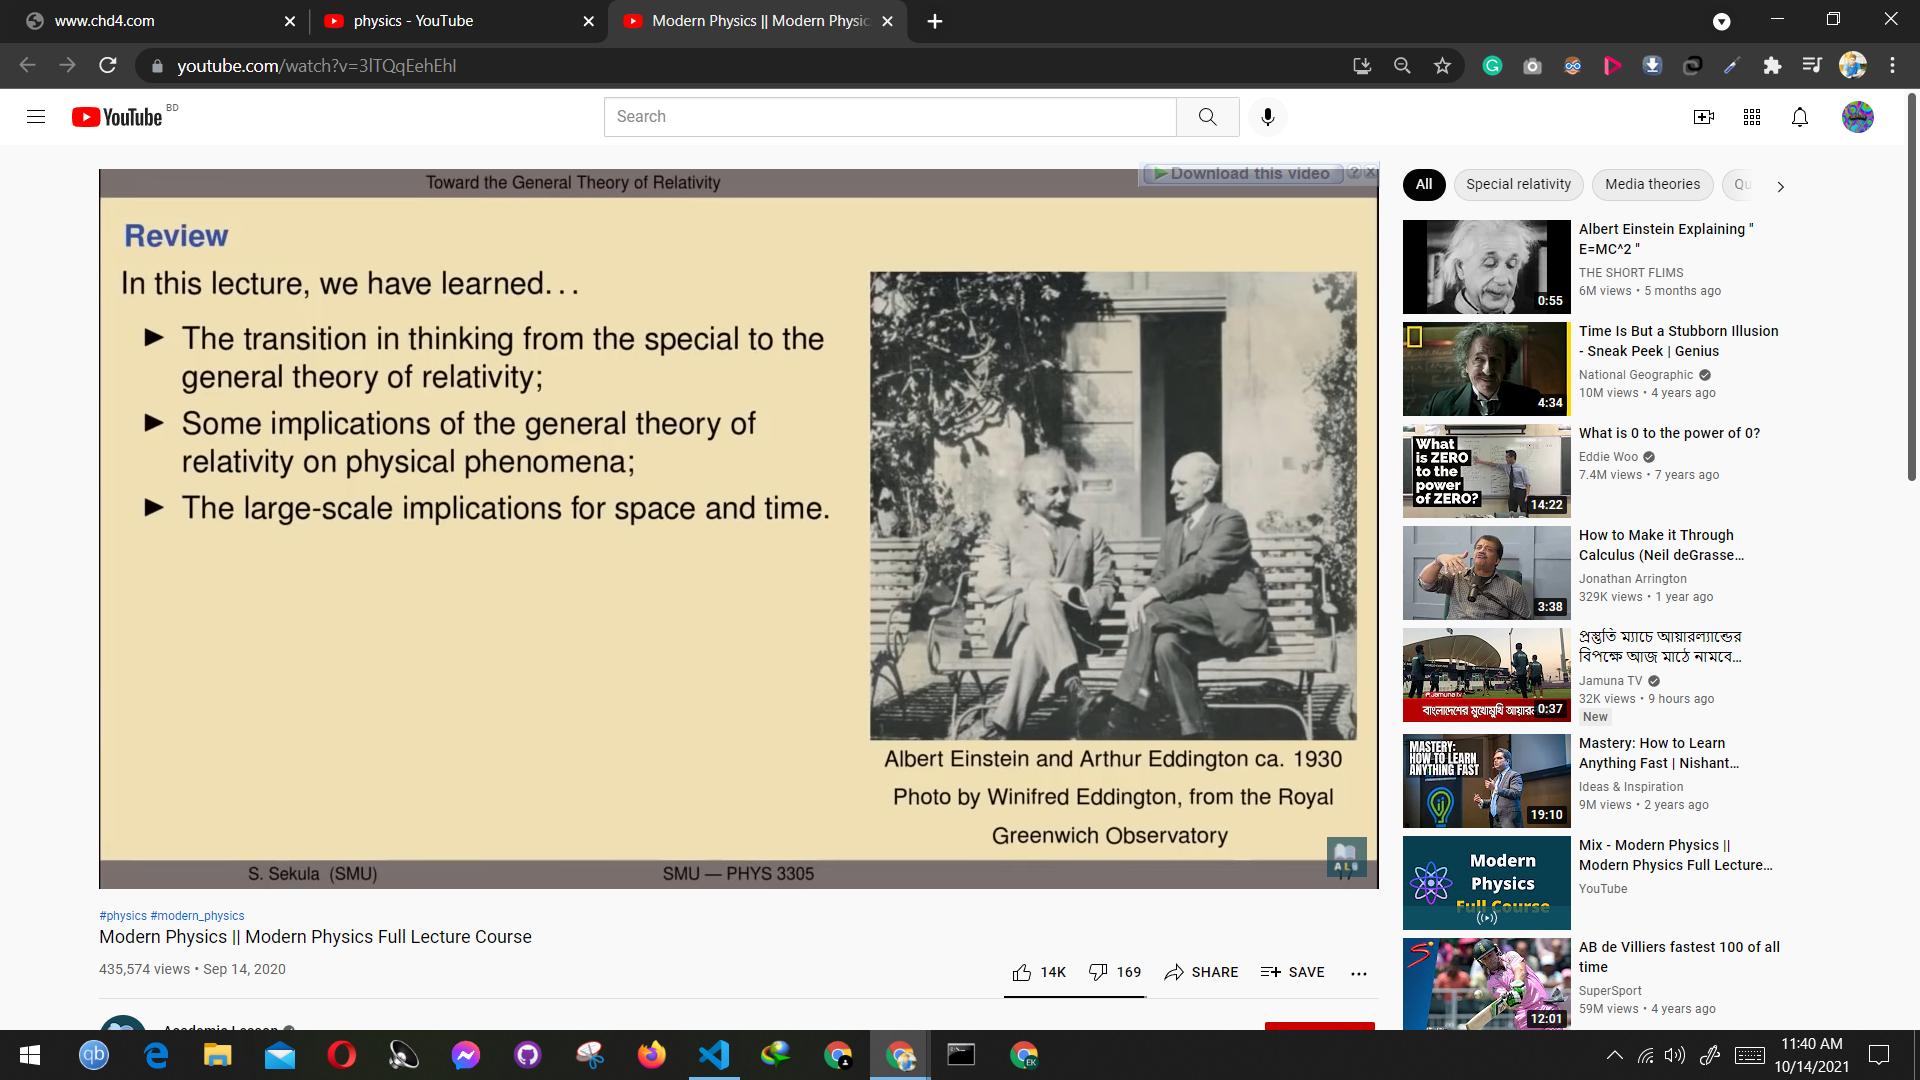 www.chd4.com
physics - YouTube
Modern Physics || Modern Physic
youtube.com/watch?v=3lTQqEehEhI
YouTube BD
Search
Toward the General Theory of Relativity
Download this video
Review
In this lecture, we have learned...
The transition in thinking from the special to the
general theory of relativity;
Some implications of the general theory of
relativity on physical phenomena;
The large-scale implications for space and time.
Albert Einstein and Arthur Eddington ca. 1930
Photo by Winifred Eddington, from the Royal
Greenwich Observatory
S. Sekula (SMU)
SMU — PHYS 3305
17
#physics #modern_physics
Modern Physics || Modern Physics Full Lecture Course
435,574 views • Sep 14, 2020
14K
169
SHARE
SAVE
All
Special relativity
Media theories
Qu
Albert Einstein Explaining "
E=MC^2 "
THE SHORT FLIMS
6M views • 5 months ago
0:55
Time Is But a Stubborn Illusion
- Sneak Peek | Genius
National Geographic
10M views • 4 years ago
4:34
What is 0 to the power of 0?
Eddie Woo
7.4M views • 7 years ago
What
is ZERO
to the
power
of ZERO?
14:22
How to Make it Through
Calculus (Neil deGrasse...
Jonathan Arrington
329K views • 1 year ago
3:38
প্রস্তুতি ম্যাচে আয়ারল্যান্ডের
বিপক্ষে আজ মাঠে নামবে...
Jamuna TV
32K views • 9 hours ago
New
বাংলাদেশের মুখোমুখি
0:37
Mastery: How to Learn
Anything Fast | Nishant...
Ideas & Inspiration
9M views • 2 years ago
MASTERY:
HOW TO LEARN
ANYTHING FAST
19:10
Mix - Modern Physics ||
Modern Physics Full Lecture...
YouTube
Modern
Physics
Full Course
AB de Villiers fastest 100 of all
time
SuperSport
59M views • 4 years ago
12:01
11:40 AM
10/14/2021